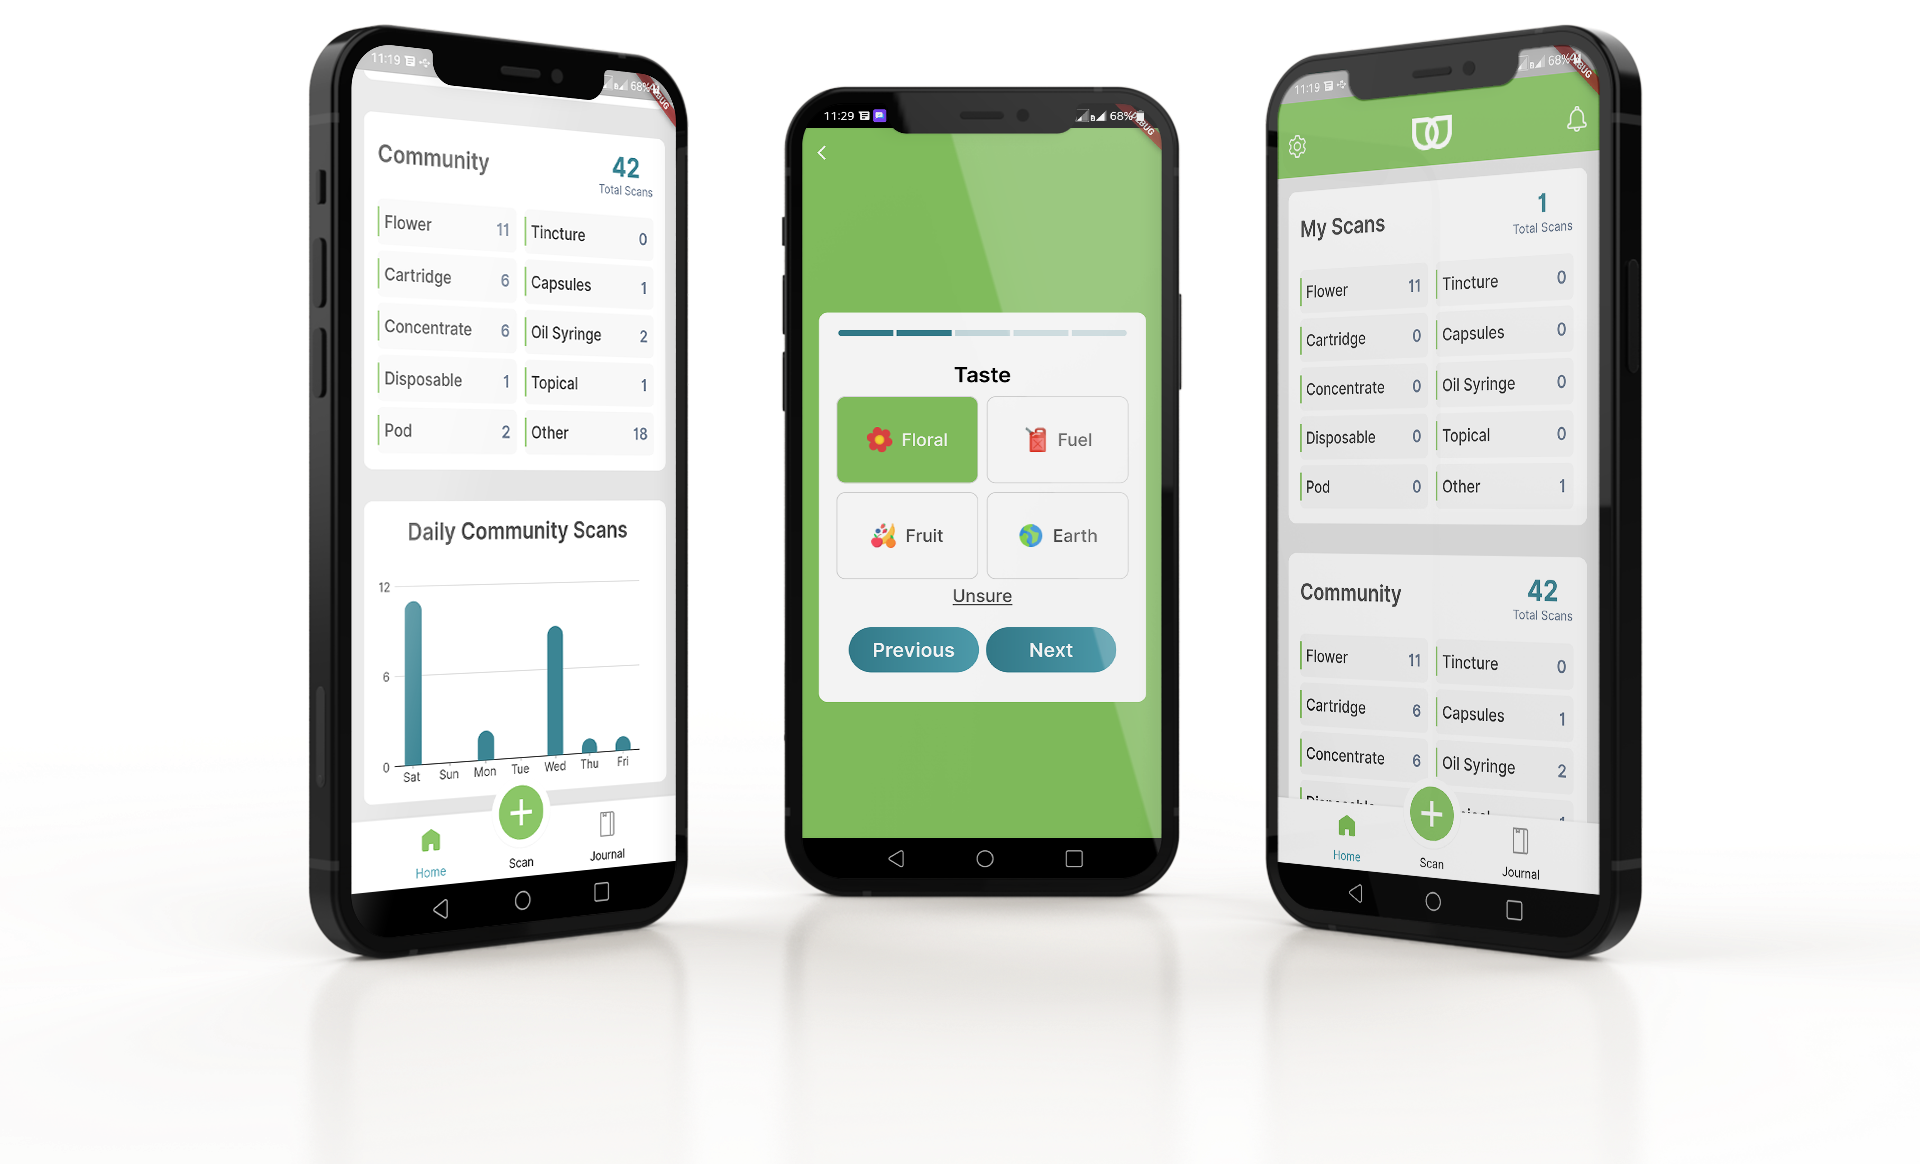 11:19
68%
Community
42
Total Scans
Flower 11
Tincture 0
Cartridge 6
Capsules 1
Concentrate 6
Oil Syringe 2
Disposable 1
Topical 1
Pod 2
Other 18
Daily Community Scans
12
6
0
Sat Sun Mon Tue Wed Thu Fri
Home
Scan
Journal
11:29
68%
Taste
Floral
Fuel
Fruit
Earth
Unsure
Previous
Next
11:19
68%
My Scans
1
Total Scans
Flower 11
Tincture 0
Cartridge 0
Capsules 0
Concentrate 0
Oil Syringe 0
Disposable 0
Topical 0
Pod 0
Other 1
Community
42
Total Scans
Flower 11
Tincture 0
Cartridge 6
Capsules 1
Concentrate 6
Oil Syringe 2
Home
Scan
Journal